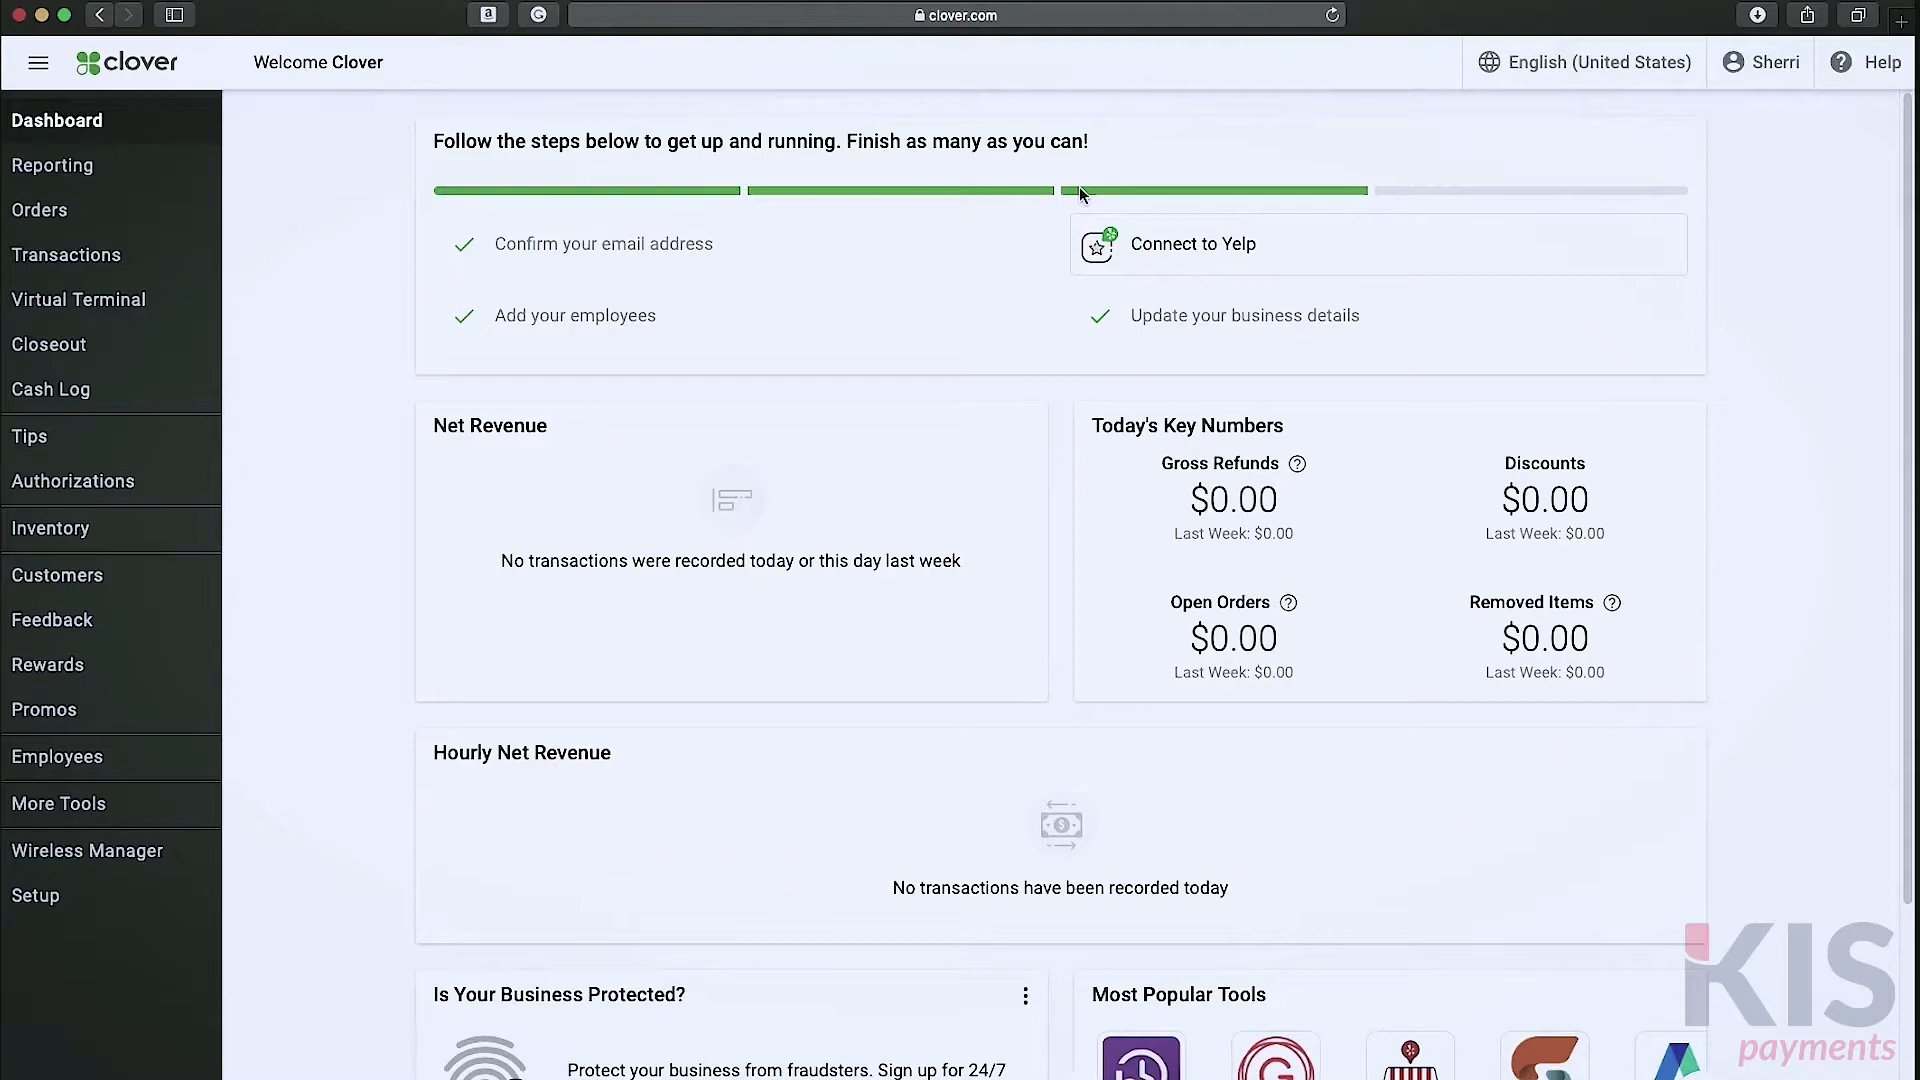 clover.com
clover
Welcome Clover
English (United States)
Sherri
Help
Dashboard
Reporting
Orders
Transactions
Virtual Terminal
Closeout
Cash Log
Tips
Authorizations
Inventory
Customers
Feedback
Rewards
Promos
Employees
More Tools
Wireless Manager
Setup
Follow the steps below to get up and running. Finish as many as you can!
Confirm your email address
Connect to Yelp
Add your employees
Update your business details
Net Revenue
No transactions were recorded today or this day last week
Today's Key Numbers
Gross Refunds
$0.00
Last Week: $0.00
Discounts
$0.00
Last Week: $0.00
Open Orders
$0.00
Last Week: $0.00
Removed Items
$0.00
Last Week: $0.00
Hourly Net Revenue
No transactions have been recorded today
Is Your Business Protected?
Protect your business from fraudsters. Sign up for 24/7
Most Popular Tools
KIS
payments